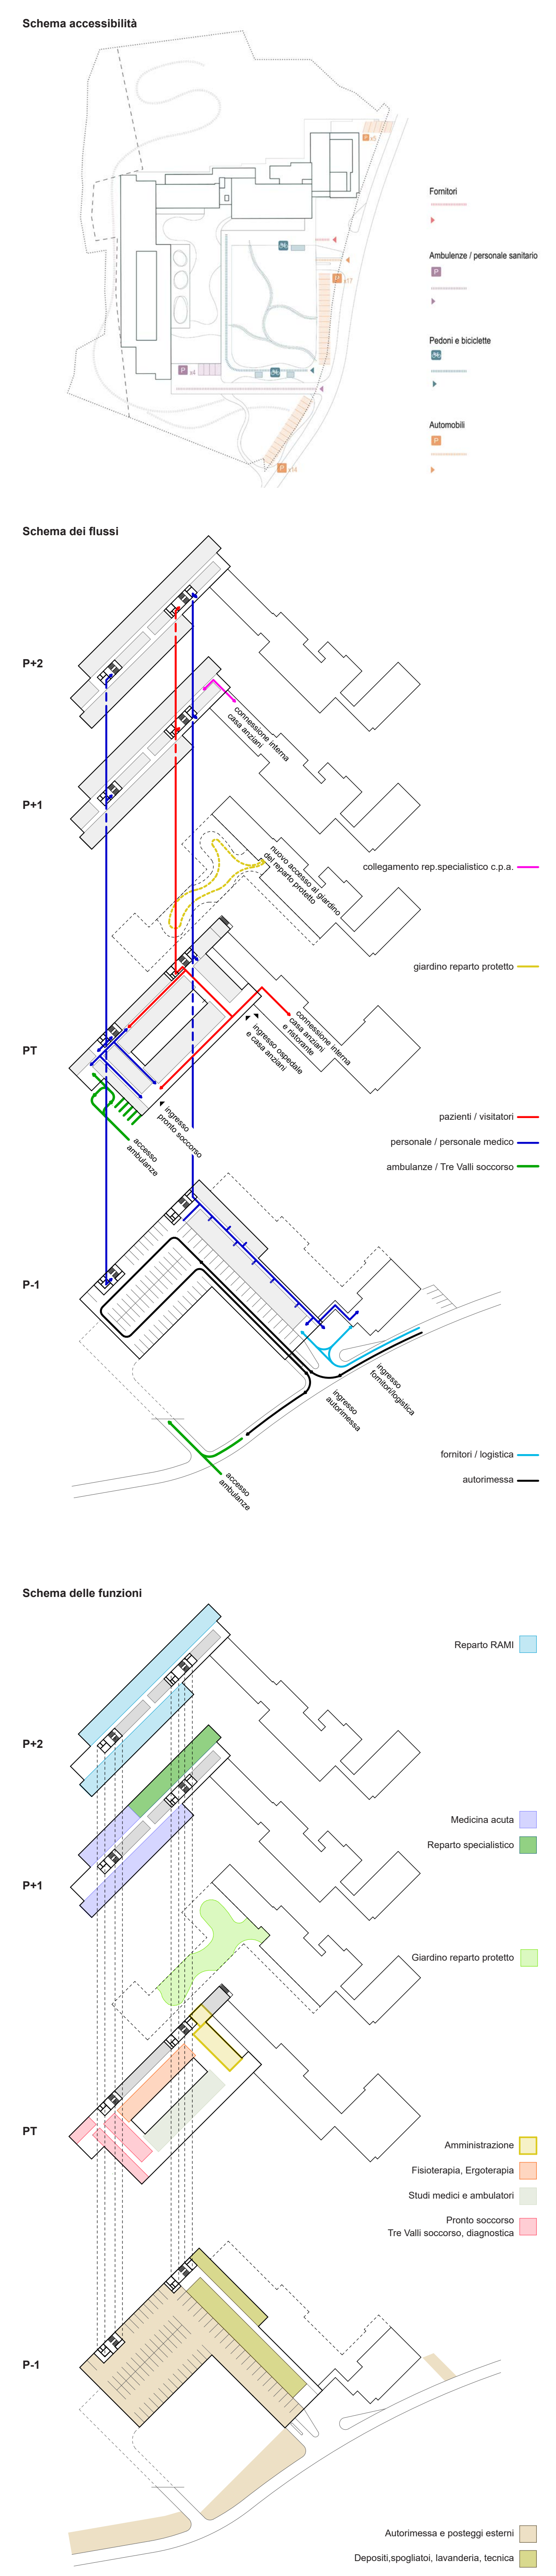 Schema accessibilità
P x5
Fornitori
Ambulenze / personale sanitario
P
P x17
Pedoni e biciclette
P x4
Automobili
P
P x14
Schema dei flussi
P+2
connessione interna
casa anziani
P+1
nuovo accesso al giardino
del reparto protetto
collegamento rep.specialistico c.p.a.
giardino reparto protetto
connessione interna
casa anziani
e ristorante
ingresso ospedale
e casa anziani
PT
ingresso
pronto soccorso
accesso
ambulanze
pazienti / visitatori
personale / personale medico
ambulanze / Tre Valli soccorso
P-1
ingresso
fornitori/logistica
ingresso
autorimessa
accesso
ambulanze
fornitori / logistica
autorimessa
Schema delle funzioni
Reparto RAMI
P+2
Medicina acuta
Reparto specialistico
P+1
Giardino reparto protetto
PT
Amministrazione
Fisioterapia, Ergoterapia
Studi medici e ambulatori
Pronto soccorso
Tre Valli soccorso, diagnostica
P-1
Autorimessa e posteggi esterni
Depositi,spogliatoi, lavanderia, tecnica